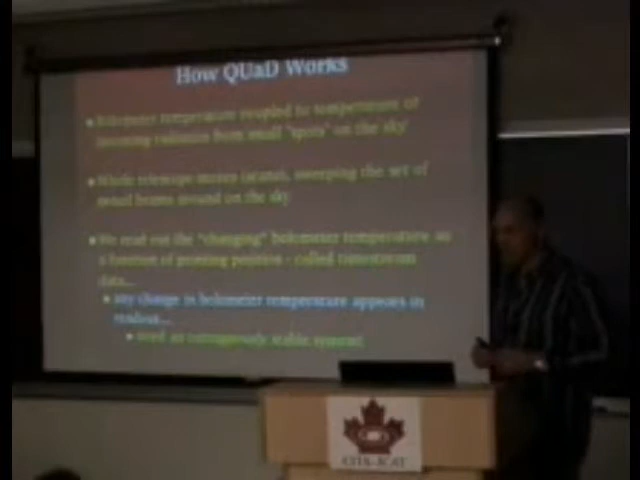 How QUaD Works
Bolometer temperature coupled to temperature of
incoming radiation from small "spots" on the sky
Whole telescope moves (scans), sweeping the set of
small beams around on the sky
We read out the "changing" bolometer temperature as
a function of pointing position - called timestream
data...
Any change in bolometer temperature appears in
readout...
need an outrageously stable system!
CITA-ICAT